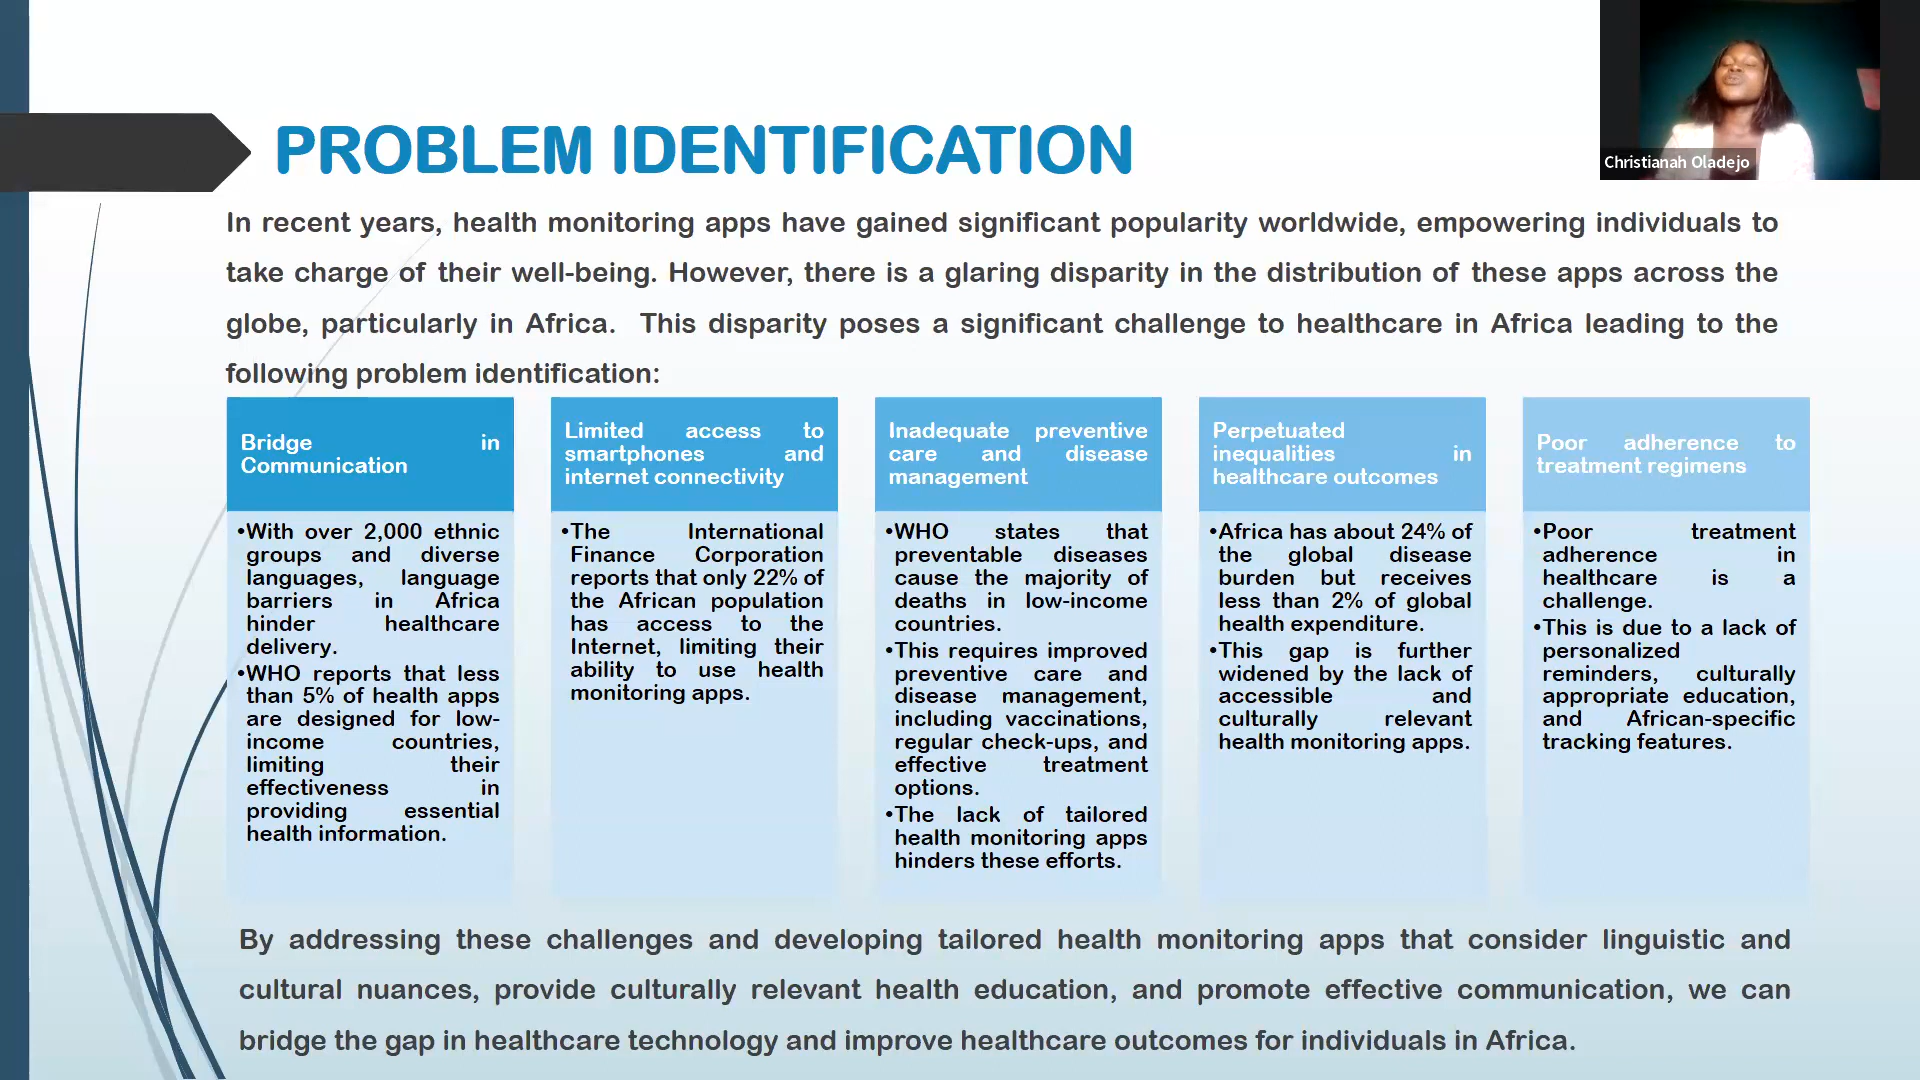 PROBLEM IDENTIFICATION
Christianah Oladejo
In recent years, health monitoring apps have gained significant popularity worldwide, empowering individuals to
take charge of their well-being. However, there is a glaring disparity in the distribution of these apps across the
globe, particularly in Africa. This disparity poses a significant challenge to healthcare in Africa leading to the
following problem identification:
Bridge in
Communication
•With over 2,000 ethnic
groups and diverse
languages, language
barriers in Africa
hinder healthcare
delivery.
•WHO reports that less
than 5% of health apps
are designed for low-
income countries,
limiting their
effectiveness in
providing essential
health information.
Limited access to
smartphones and
internet connectivity
•The International
Finance Corporation
reports that only 22% of
the African population
has access to the
Internet, limiting their
ability to use health
monitoring apps.
Inadequate preventive
care and disease
management
•WHO states that
preventable diseases
cause the majority of
deaths in low-income
countries.
•This requires improved
preventive care and
disease management,
including vaccinations,
regular check-ups, and
effective treatment
options.
•The lack of tailored
health monitoring apps
hinders these efforts.
Perpetuated
inequalities in
healthcare outcomes
•Africa has about 24% of
the global disease
burden but receives
less than 2% of global
health expenditure.
•This gap is further
widened by the lack of
accessible and
culturally relevant
health monitoring apps.
Poor adherence to
treatment regimens
•Poor treatment
adherence in
healthcare is a
challenge.
•This is due to a lack of
personalized
reminders, culturally
appropriate education,
and African-specific
tracking features.
By addressing these challenges and developing tailored health monitoring apps that consider linguistic and
cultural nuances, provide culturally relevant health education, and promote effective communication, we can
bridge the gap in healthcare technology and improve healthcare outcomes for individuals in Africa.